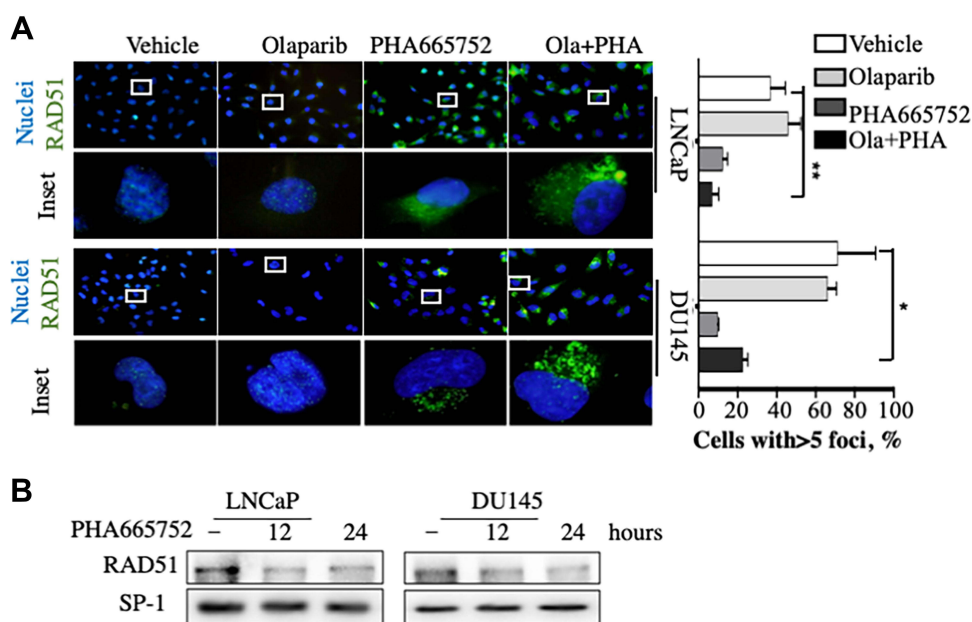 A
Vehicle Olaparib PHA665752 Ola+PHA
Nuclei
RAD51
Inset
Nuclei
RAD51
Inset
LNCaP
DU145
Vehicle
Olaparib
PHA665752
Ola+PHA
**
*
0 20 40 60 80 100
Cells with>5 foci, %
B
LNCaP DU145
PHA665752 – 12 24 – 12 24 hours
RAD51
SP-1